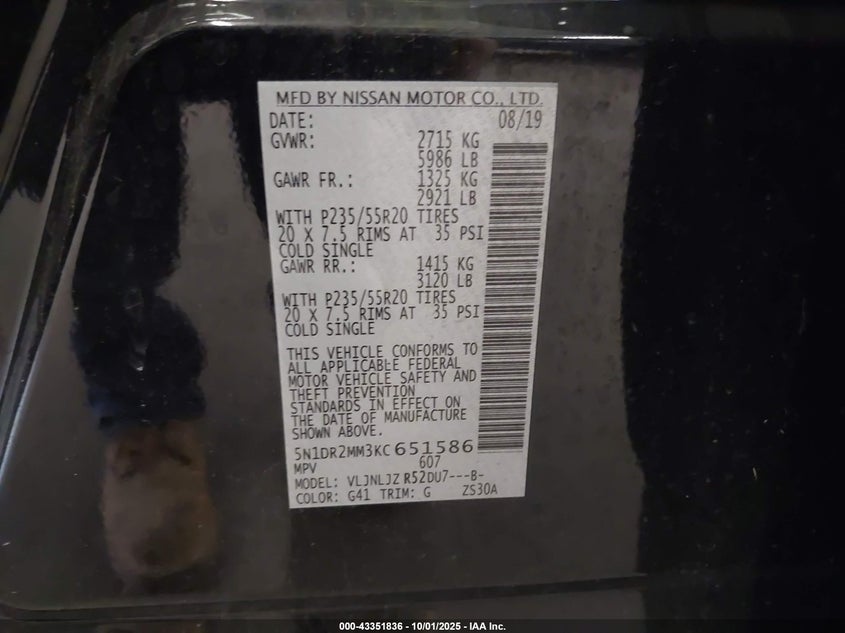 MFD BY NISSAN MOTOR CO., LTD.
DATE: 08/19
GVWR: 2715 KG
5986 LB
GAWR FR.: 1325 KG
2921 LB
WITH P235/55R20 TIRES
20 X 7.5 RIMS AT 35 PSI
COLD SINGLE
GAWR RR.: 1415 KG
3120 LB
WITH P235/55R20 TIRES
20 X 7.5 RIMS AT 35 PSI
COLD SINGLE
THIS VEHICLE CONFORMS TO
ALL APPLICABLE FEDERAL
MOTOR VEHICLE SAFETY AND
THEFT PREVENTION
STANDARDS IN EFFECT ON
THE DATE OF MANUFACTURE
SHOWN ABOVE.
5N1DR2MM3KC651586
MPV 607
MODEL: VLJNLJZ R52DU7---B-
COLOR: G41 TRIM: G ZS30A
000-43351836 - 10/01/2025 - IAA Inc.